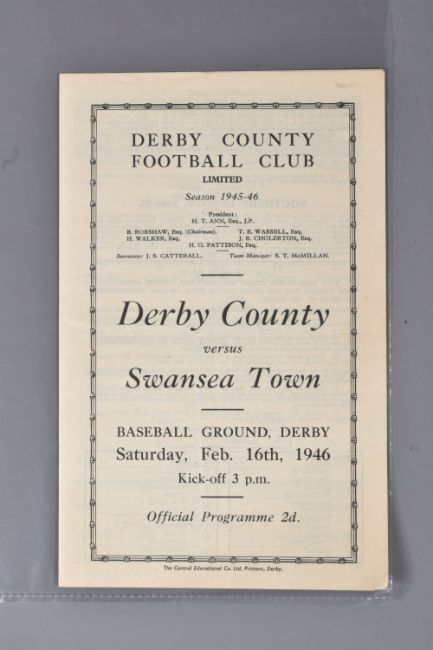 DERBY COUNTY
FOOTBALL CLUB
LIMITED
Season 1945-46
President:
H. T. ANN, Esq., J.P.
B. ROBSHAW, Esq. (Chairman). T. E. WASSELL, Esq.
H. WALKER, Esq. J. R. CHOLERTON, Esq.
H. G. PATTISON, Esq.
Secretary: J. S. CATTERALL. Team Manager: S. T. McMILLAN.
Derby County
versus
Swansea Town
BASEBALL GROUND, DERBY
Saturday, Feb. 16th, 1946
Kick-off 3 p.m.
Official Programme 2d.
The Central Educational Co. Ltd. Printers, Derby.